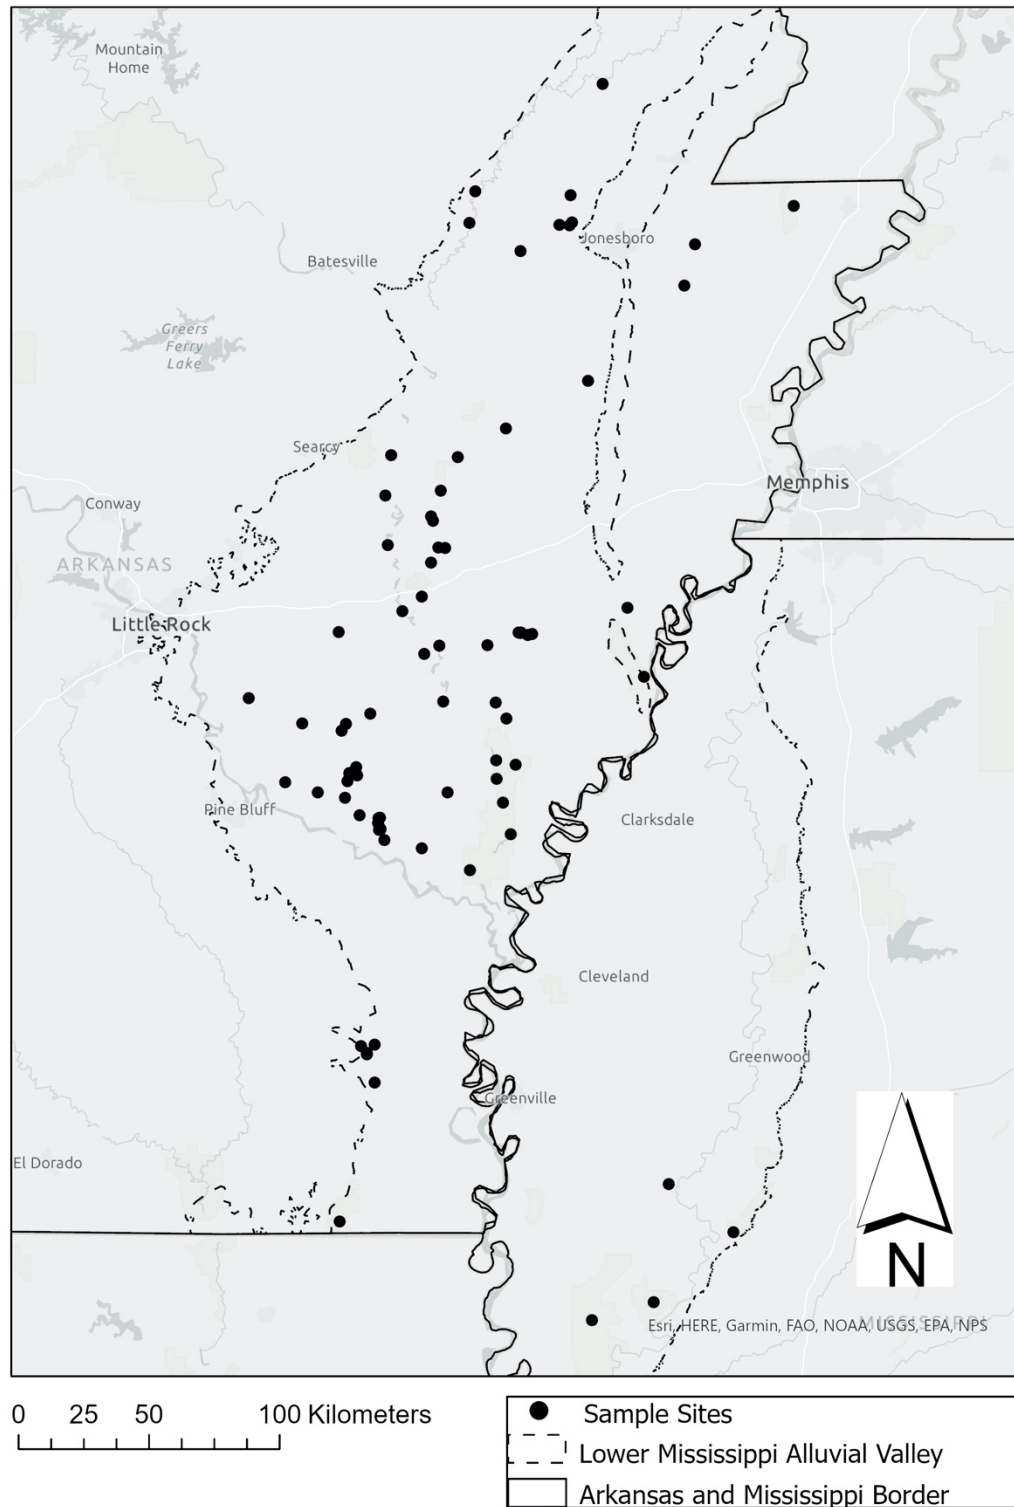 Mountain
Home
Jonesboro
Batesville
Greers
Ferry
Lake
Searcy
Memphis
Conway
ARKANSAS
Little Rock
Pine Bluff
Clarksdale
Cleveland
Greenwood
Greenville
El Dorado
N
MISSISSIPPI
Esri, HERE, Garmin, FAO, NOAA, USGS, EPA, NPS
0 25 50 100 Kilometers
Sample Sites
Lower Mississippi Alluvial Valley
Arkansas and Mississippi Border